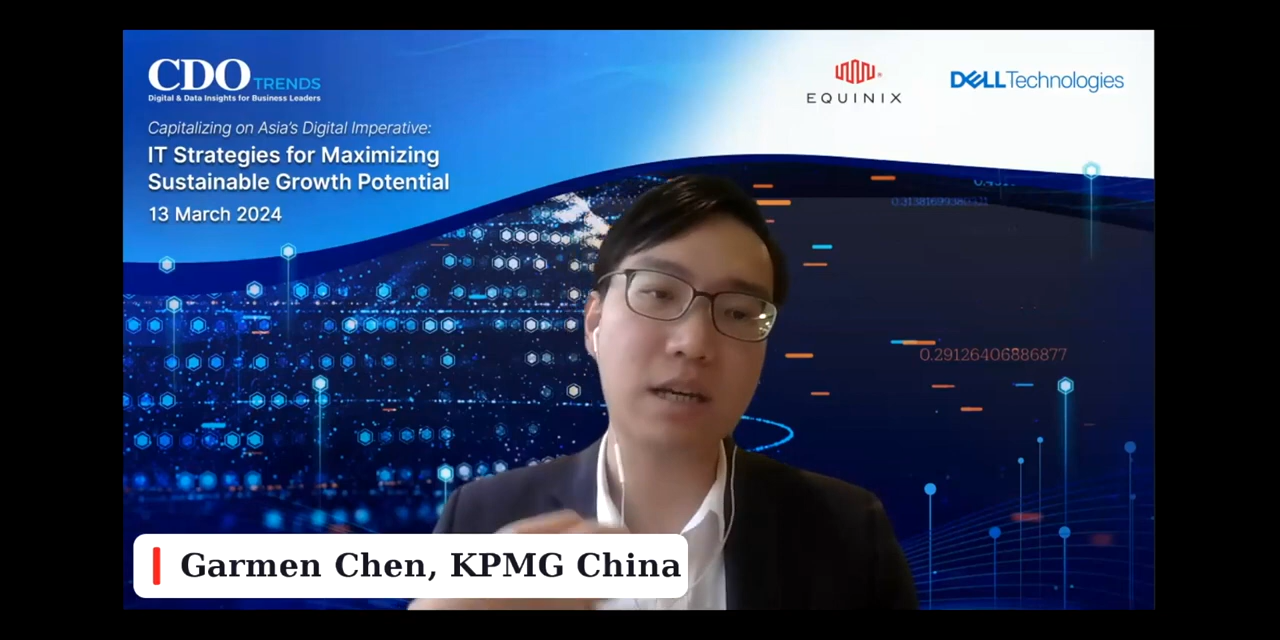 CDO TRENDS
Digital & Data Insights for Business Leaders
Capitalizing on Asia's Digital Imperative:
IT Strategies for Maximizing
Sustainable Growth Potential
13 March 2024
EQUINIX
DELL Technologies
0.29126406886877
Garmen Chen, KPMG China